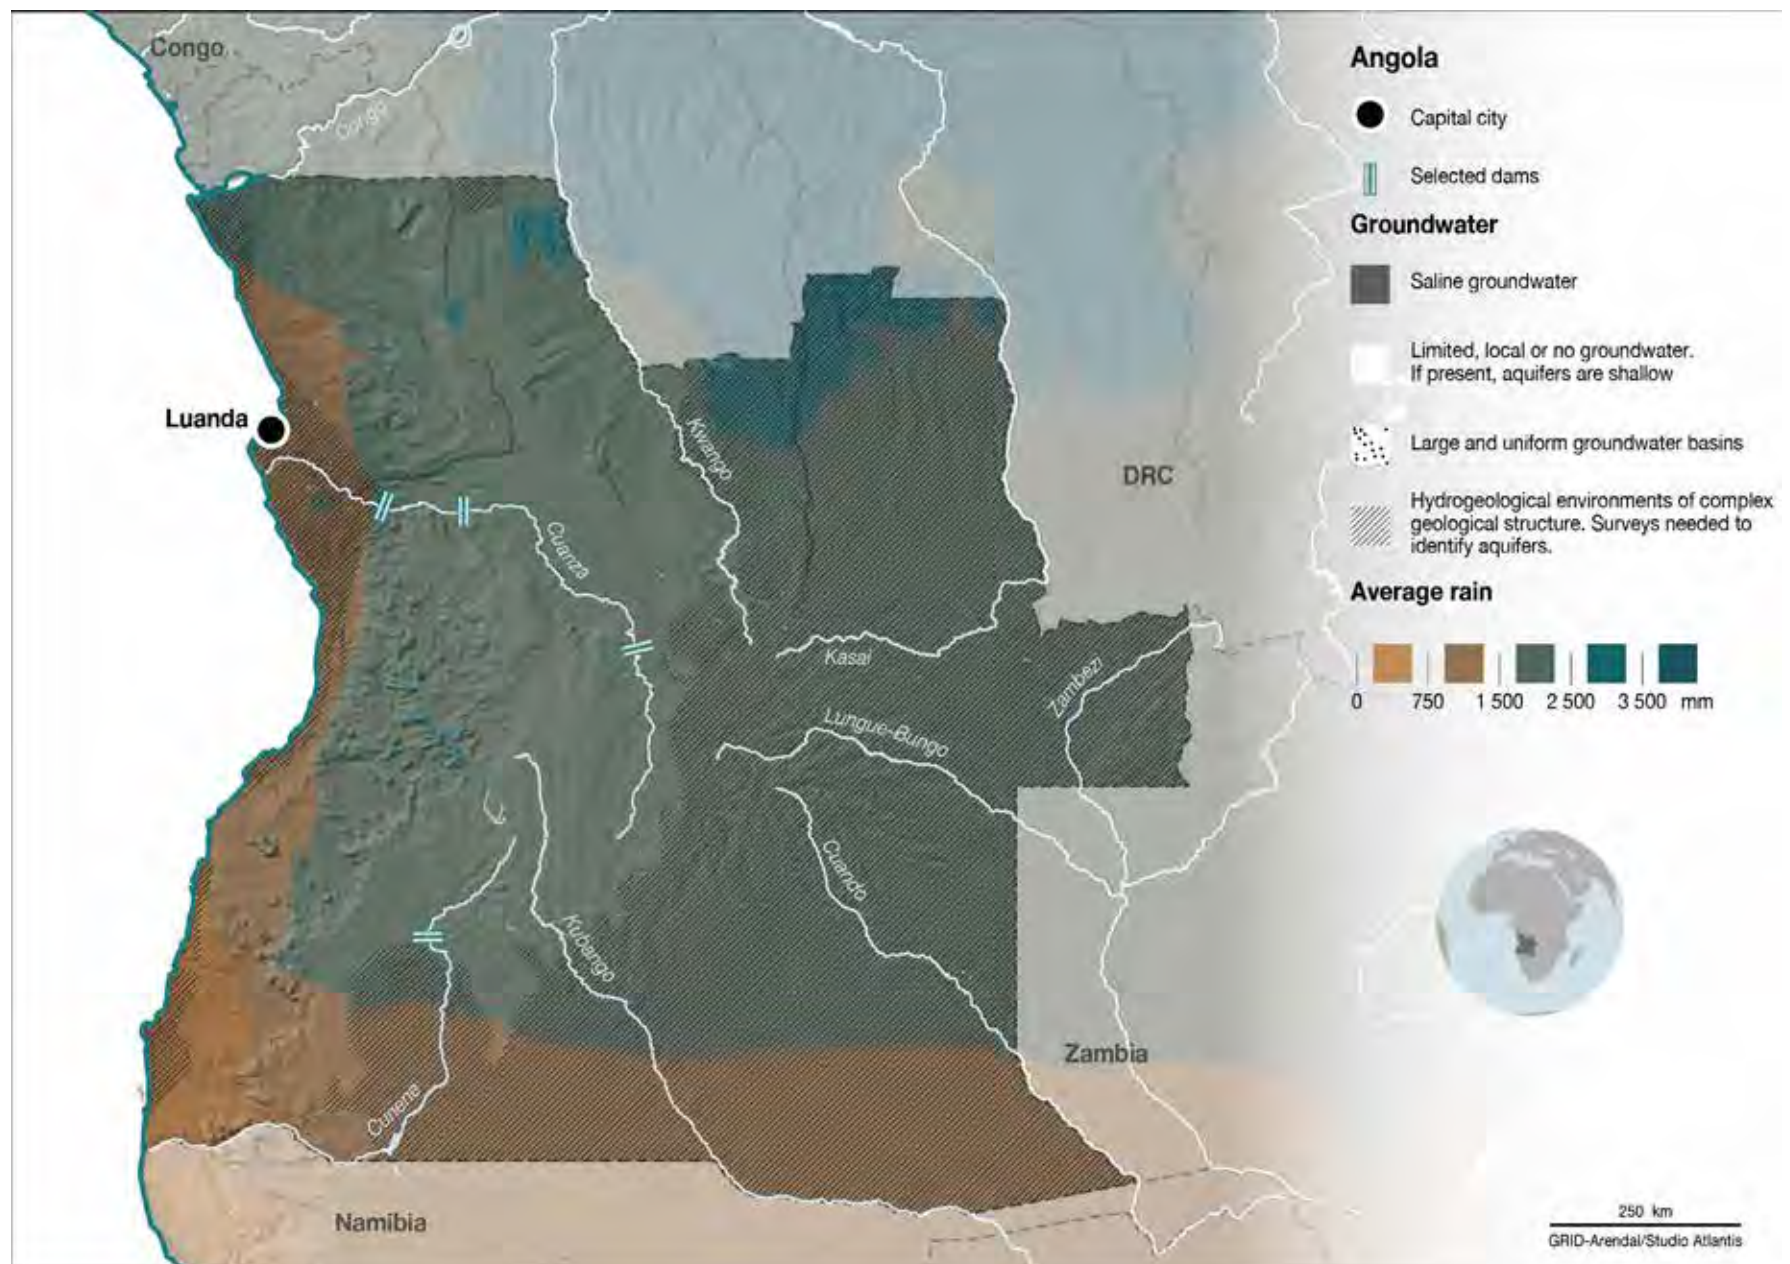 Congo
Congo
Luanda
Kwango
Cuanza
Kasai
Zambezi
Lungue-Bungo
Cuando
Kubango
Cunene
DRC
Zambia
Namibia
Angola
Capital city
Selected dams
Groundwater
Saline groundwater
Limited, local or no groundwater.
If present, aquifers are shallow
Large and uniform groundwater basins
Hydrogeological environments of complex
geological structure. Surveys needed to
identify aquifers.
Average rain
0 750 1 500 2 500 3 500 mm
250 km
GRID-Arendal/Studio Atlantis